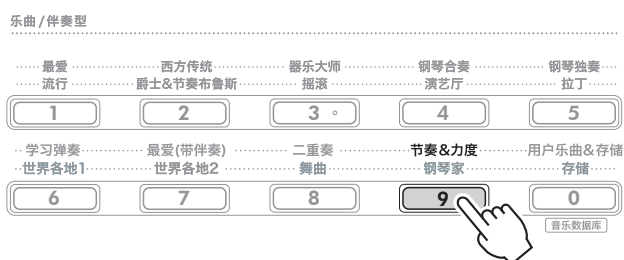 乐曲/伴奏型
最爱 西方传统 器乐大师 钢琴合奏 钢琴独奏
流行 爵士&节奏布鲁斯 摇滚 演艺厅 拉丁
1 2 3 4 5
学习弹奏 最爱(带伴奏) 二重奏 节奏&力度 用户乐曲&存储
世界各地1 世界各地2 舞曲 钢琴家 存储
6 7 8 9 0
音乐数据库